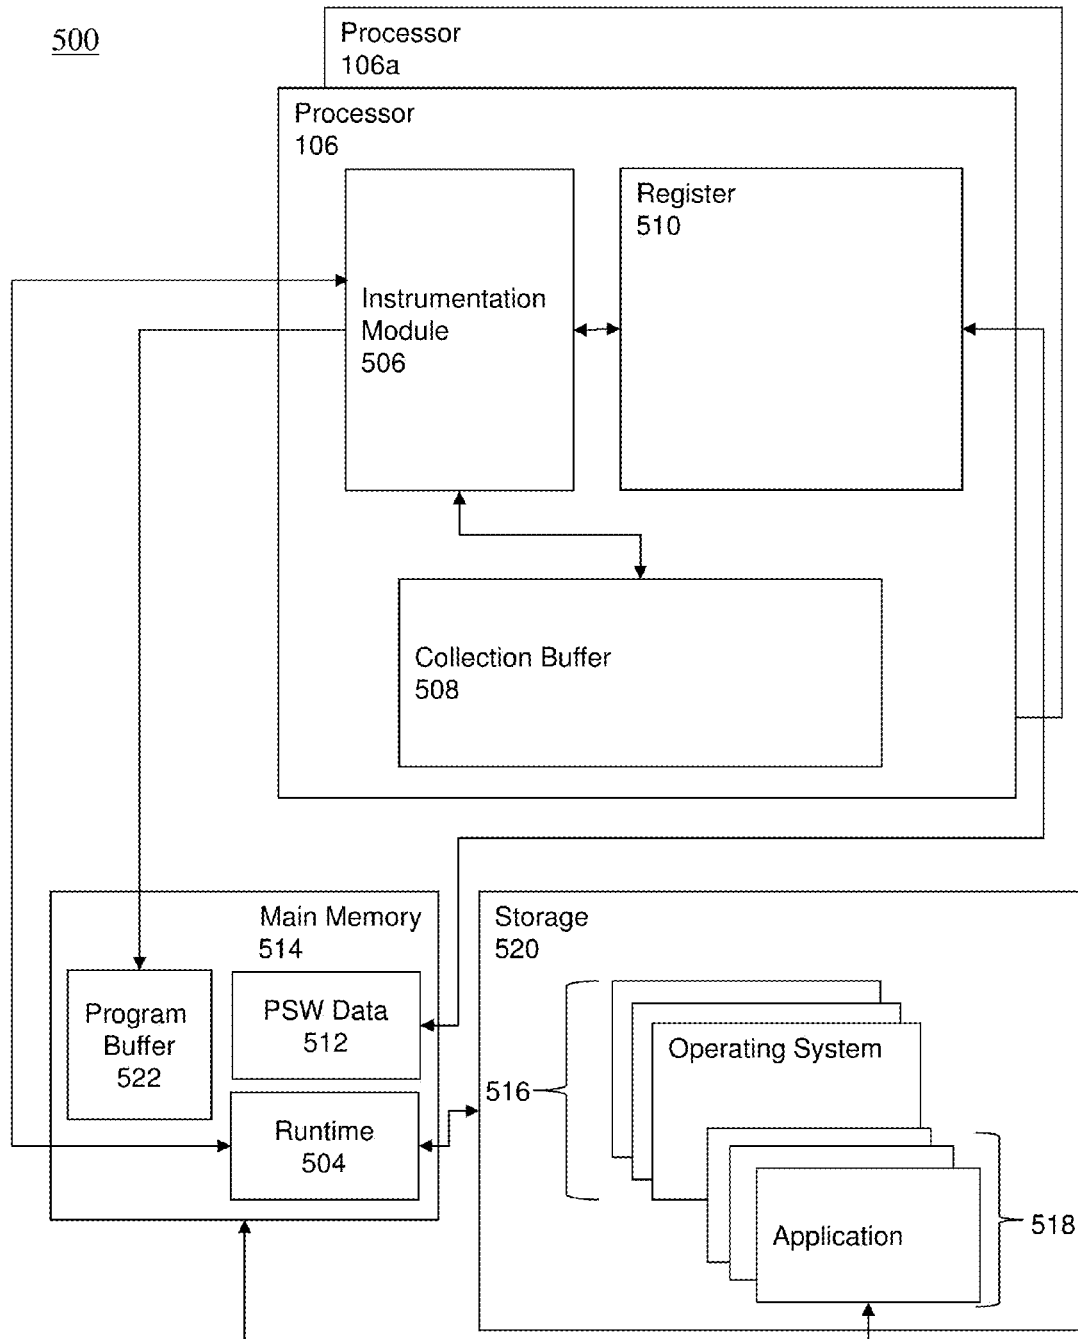 500
Processor
106a
Processor
106
Instrumentation
Module
506
Register
510
Collection Buffer
508
Main Memory
514
Program
Buffer
522
PSW Data
512
Runtime
504
Storage
520
Operating System
516
Application
518